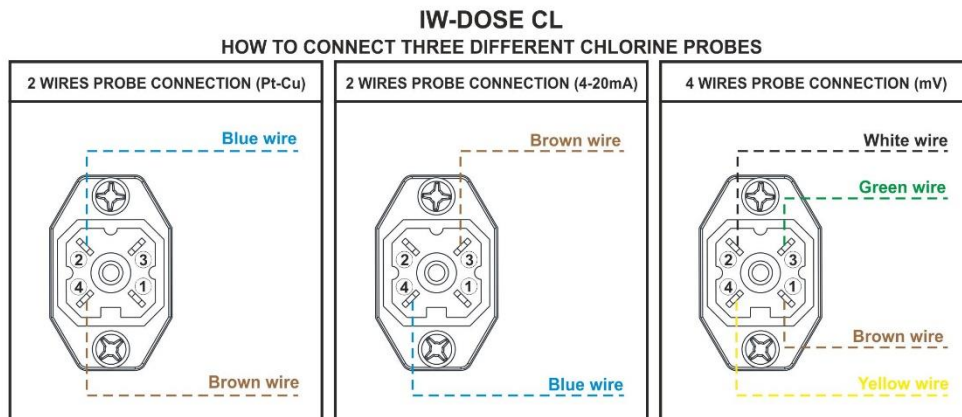 IW-DOSE CL
HOW TO CONNECT THREE DIFFERENT CHLORINE PROBES
2 WIRES PROBE CONNECTION (Pt-Cu)
Blue wire
2 3
4 1
Brown wire
2 WIRES PROBE CONNECTION (4-20mA)
Brown wire
2 3
4 1
Blue wire
4 WIRES PROBE CONNECTION (mV)
White wire
Green wire
2 3
4 1
Brown wire
Yellow wire